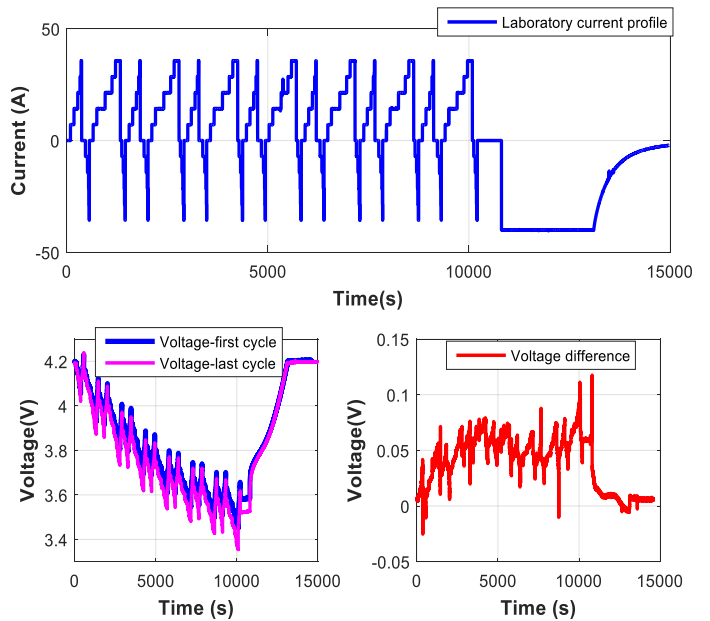 Laboratory current profile
50
0
-50
Current (A)
0 5000 10000 15000
Time(s)
Voltage-first cycle
Voltage-last cycle
4.2
4
3.8
3.6
3.4
Voltage(V)
0 5000 10000 15000
Time (s)
Voltage difference
0.15
0.1
0.05
0
-0.05
Voltage(V)
0 5000 10000 15000
Time (s)